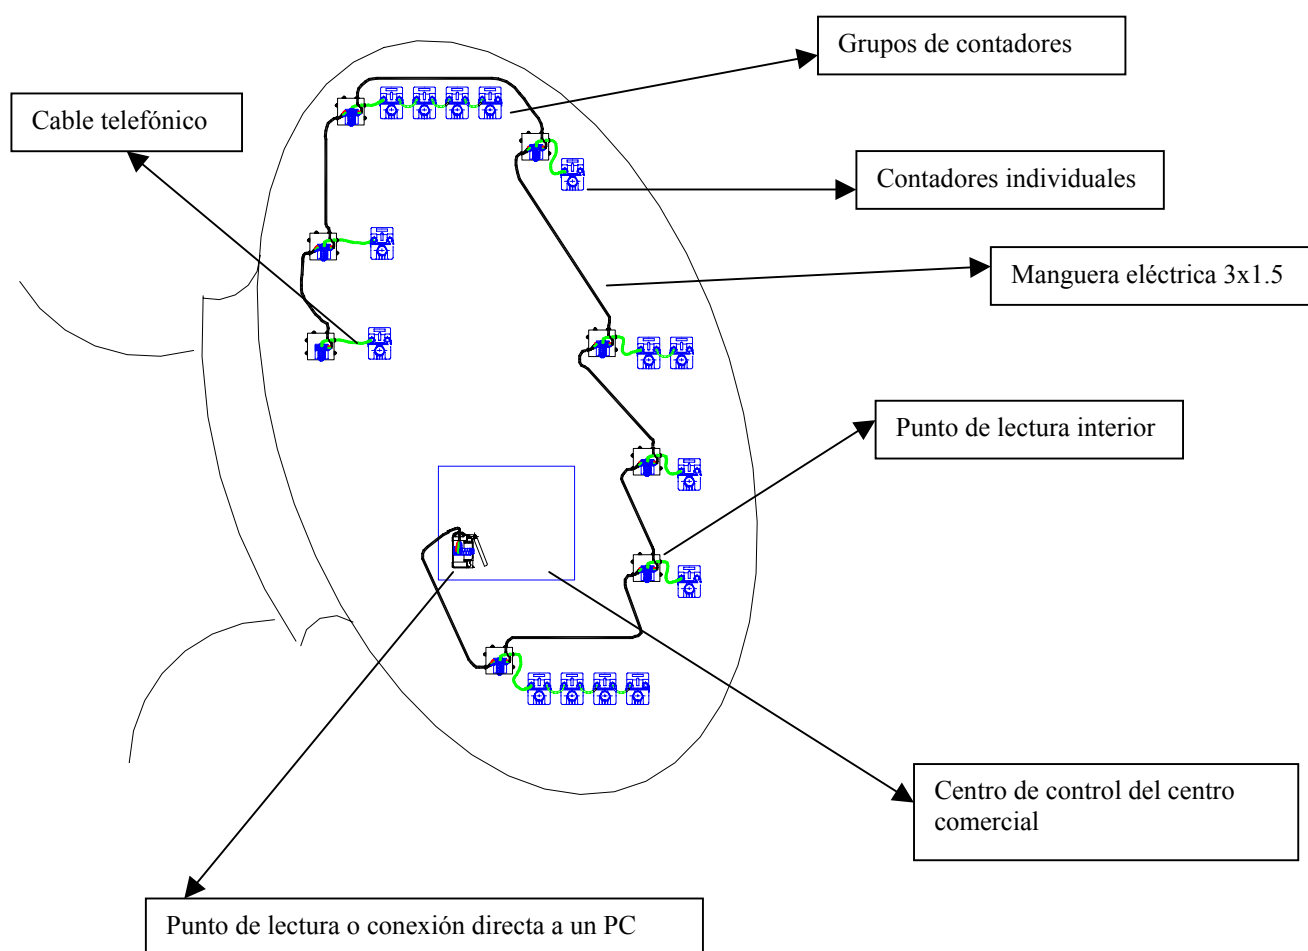 Grupos de contadores
Cable telefónico
Contadores individuales
Manguera eléctrica 3x1.5
Punto de lectura interior
Centro de control del centro
comercial
Punto de lectura o conexión directa a un PC